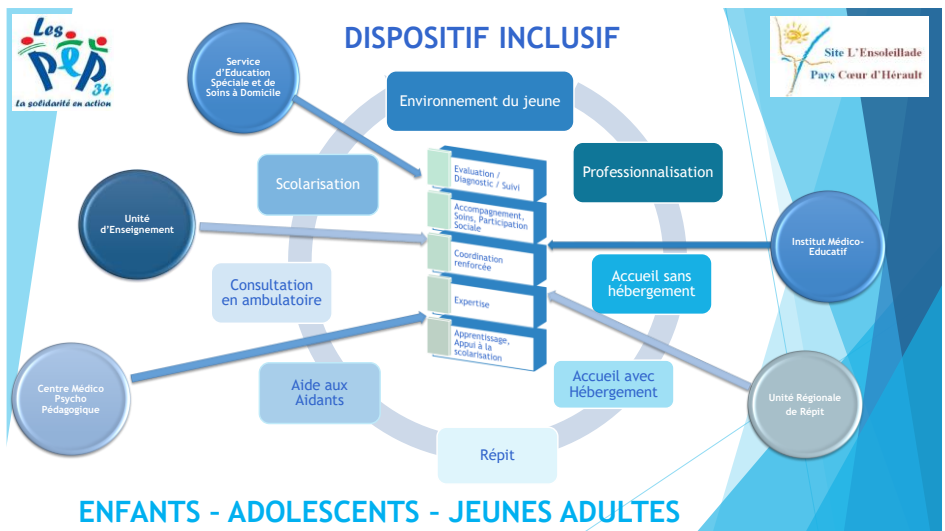 Les
PEP
34
La solidarité en action
DISPOSITIF INCLUSIF
Site L'Ensoleillade
Pays Cœur d'Hérault
Service
d'Education
Spéciale et de
Soins à Domicile
Environnement du jeune
Scolarisation
Professionnalisation
Unité
d'Enseignement
Institut Médico-
Educatif
Consultation
en ambulatoire
Accueil sans
hébergement
Centre Médico
Psycho
Pédagogique
Aide aux
Aidants
Accueil avec
Hébergement
Unité Régionale
de Répit
Répit
Evaluation /
Diagnostic / Suivi
Accompagnement,
Soins, Participation
Sociale
Coordination
renforcée
Expertise
Apprentissage,
Appui à la
scolarisation
ENFANTS – ADOLESCENTS – JEUNES ADULTES